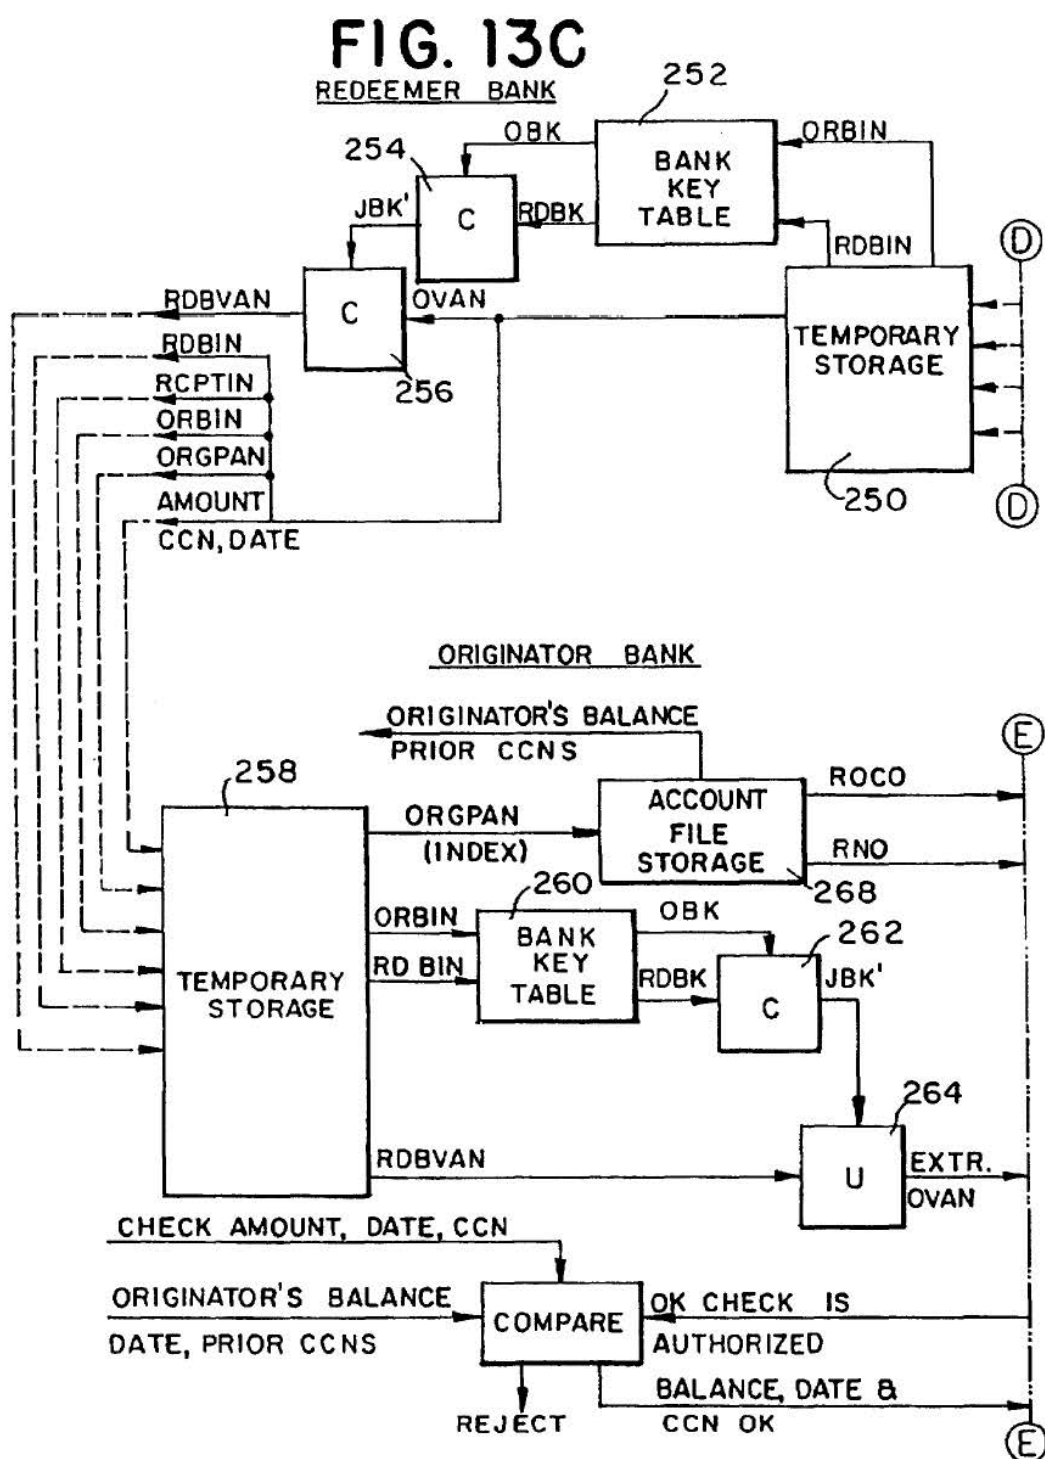 FIG. 13C
REDEEMER BANK
252
OBK
ORBIN
254
BANK
KEY
TABLE
JBK'
C
RDBK
RDBIN
D
RDBVAN
C
OVAN
TEMPORARY
STORAGE
RDBIN
256
RCPTIN
ORBIN
ORGPAN
250
D
AMOUNT
CCN, DATE
ORIGINATOR BANK
ORIGINATOR'S BALANCE
PRIOR CCNS
E
258
ROCO
ORGPAN
(INDEX)
ACCOUNT
FILE
STORAGE
RNO
268
260
ORBIN
OBK
262
BANK
KEY
TABLE
RD BIN
RDBK
JBK'
C
TEMPORARY
STORAGE
264
RDBVAN
U
EXTR.
OVAN
CHECK AMOUNT, DATE, CCN
ORIGINATOR'S BALANCE
DATE, PRIOR CCNS
COMPARE
OK CHECK IS
AUTHORIZED
BALANCE, DATE &
CCN OK
REJECT
E